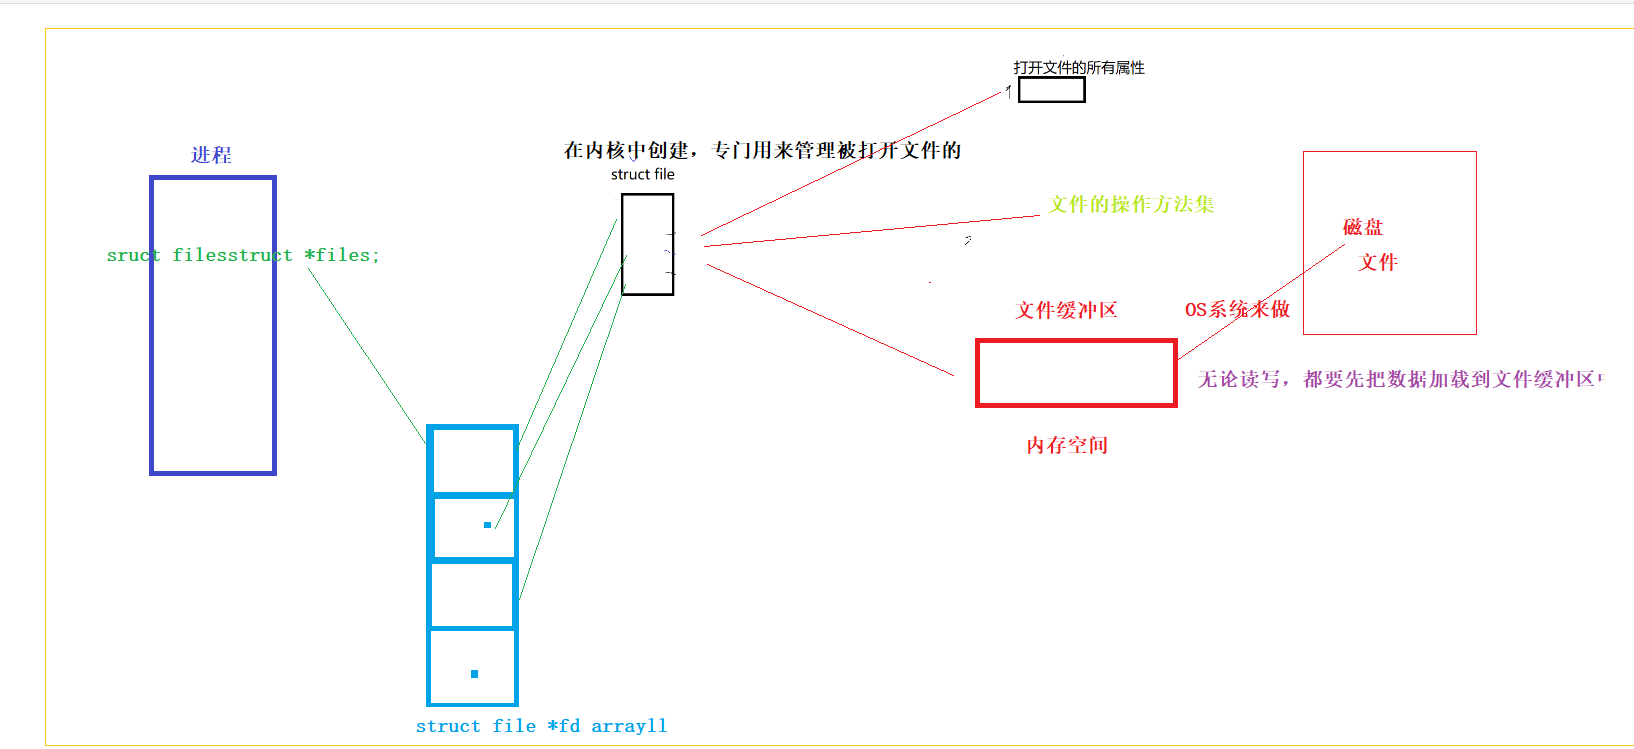 打开文件的所有属性
在内核中创建，专门用来管理被打开文件的
进程
struct file
文件的操作方法集
磁盘
文件
sruct filesstruct *files;
文件缓冲区
OS系统来做
无论读写，都要先把数据加载到文件缓冲区
内存空间
struct file *fd arrayll